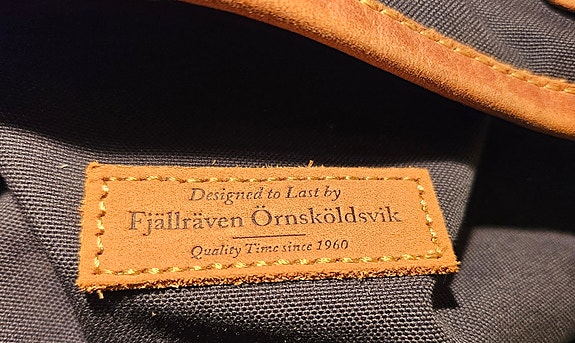 Designed to Last by
Fjällräven Örnsköldsvik
Quality Time since 1960